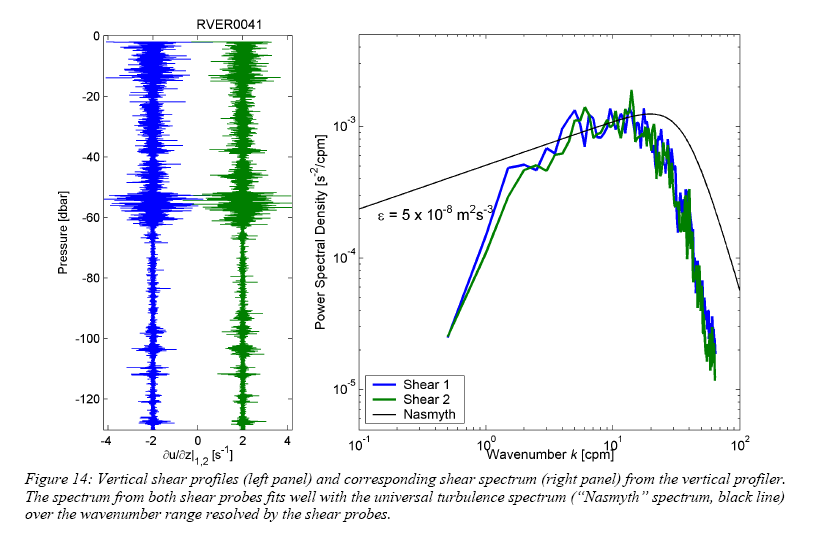 RVER0041
0
-20
-40
-60
-80
-100
-120
Pressure [dbar]
-4 -2 0 2 4
∂u/∂z|1,2 [s-1]
10-3
10-4
10-5
Power Spectral Density [s-2/cpm]
ε = 5 x 10-8 m2s-3
Shear 1
Shear 2
Nasmyth
10-1 100 101 102
Wavenumber k [cpm]
Figure 14: Vertical shear profiles (left panel) and corresponding shear spectrum (right panel) from the vertical profiler.
The spectrum from both shear probes fits well with the universal turbulence spectrum (“Nasmyth” spectrum, black line)
over the wavenumber range resolved by the shear probes.